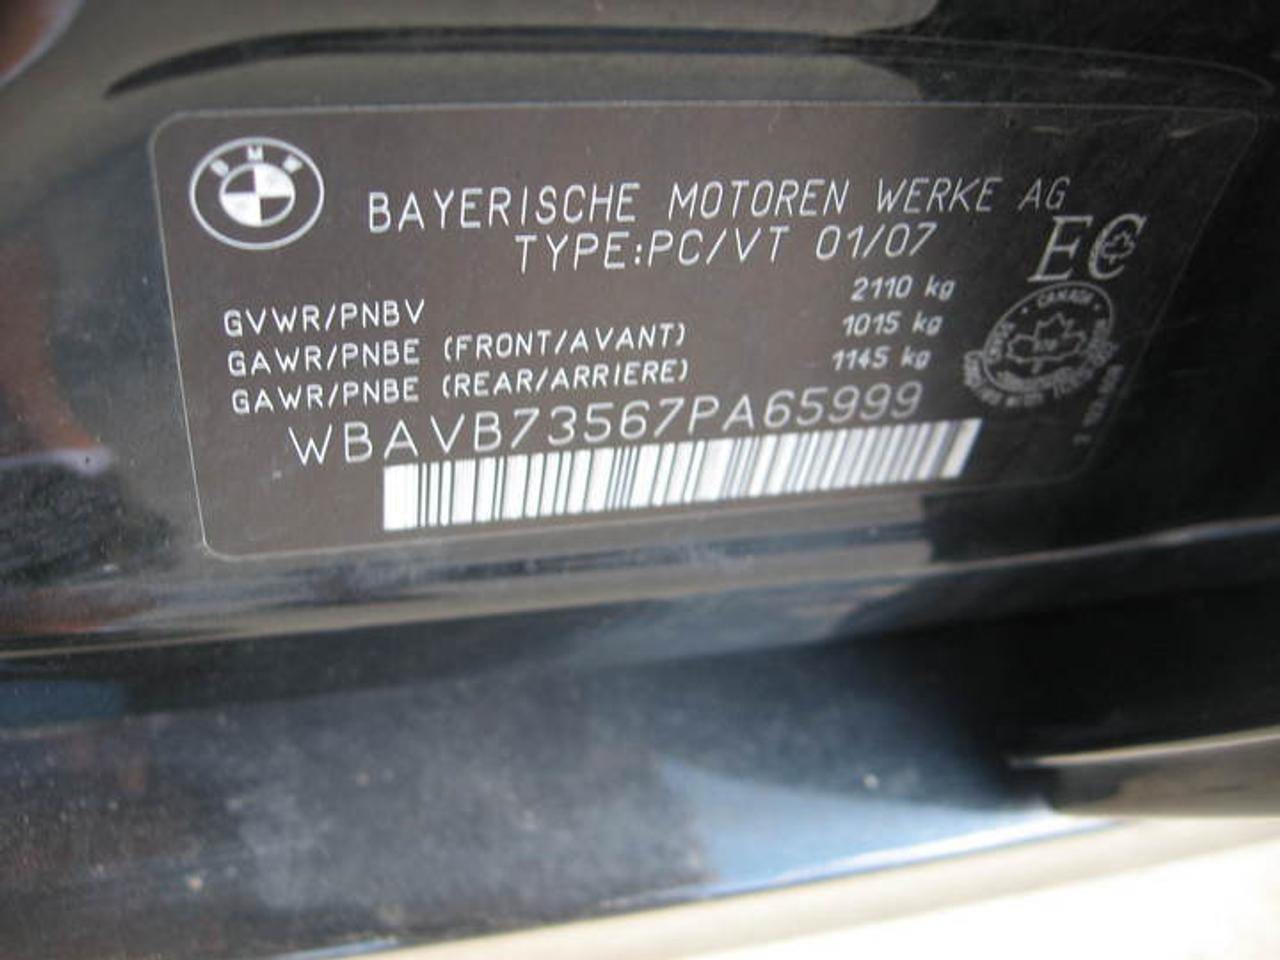 BMW
BAYERISCHE MOTOREN WERKE AG
TYPE:PC/VT 01/07
EC
GVWR/PNBV 2110 kg
GAWR/PNBE (FRONT/AVANT) 1015 kg
GAWR/PNBE (REAR/ARRIERE) 1145 kg
CANADA
WBAVB73567PA65999